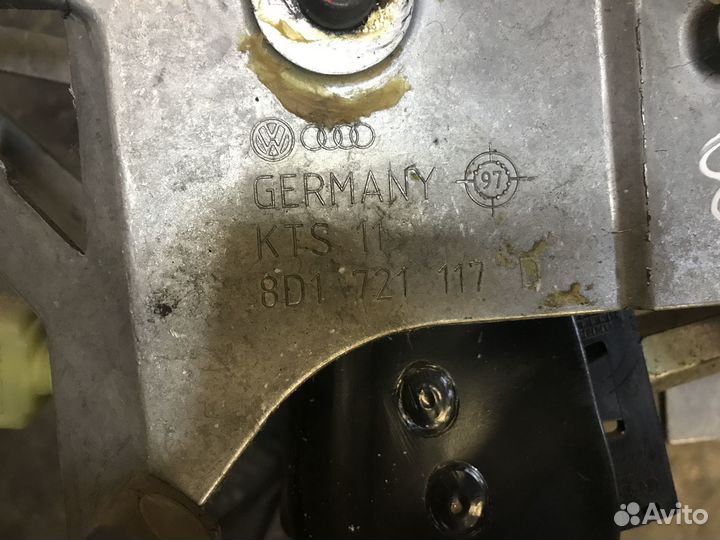 GERMANY
97
KTS 11
8D1 721 117 D
Avito